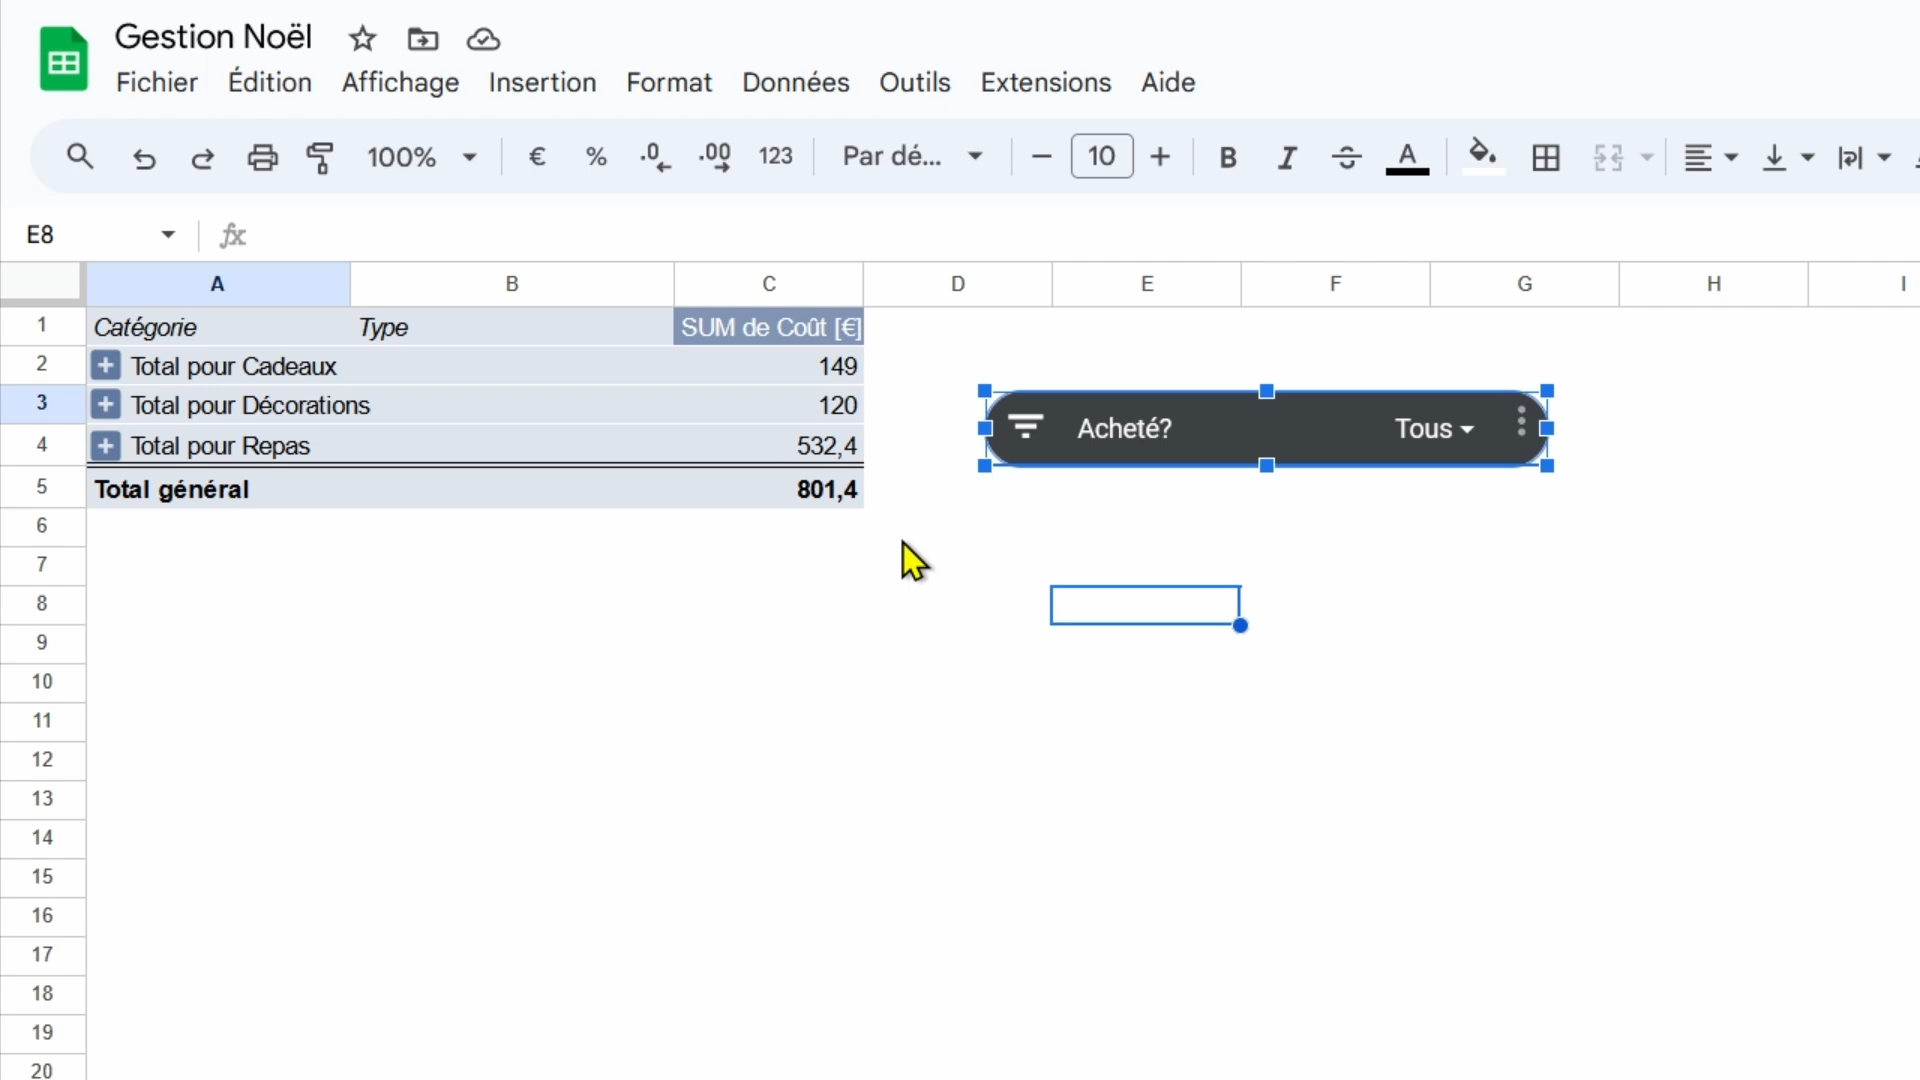 Gestion Noël
Fichier Édition Affichage Insertion Format Données Outils Extensions Aide
100% € % .0 .00 123 Par dé... 10 B I A
E8 fx
A B C D E F G H I
1 Catégorie Type SUM de Coût [€]
2 Total pour Cadeaux 149
3 Total pour Décorations 120
Acheté? Tous
4 Total pour Repas 532,4
5 Total général 801,4
6
7
8
9
10
11
12
13
14
15
16
17
18
19
20